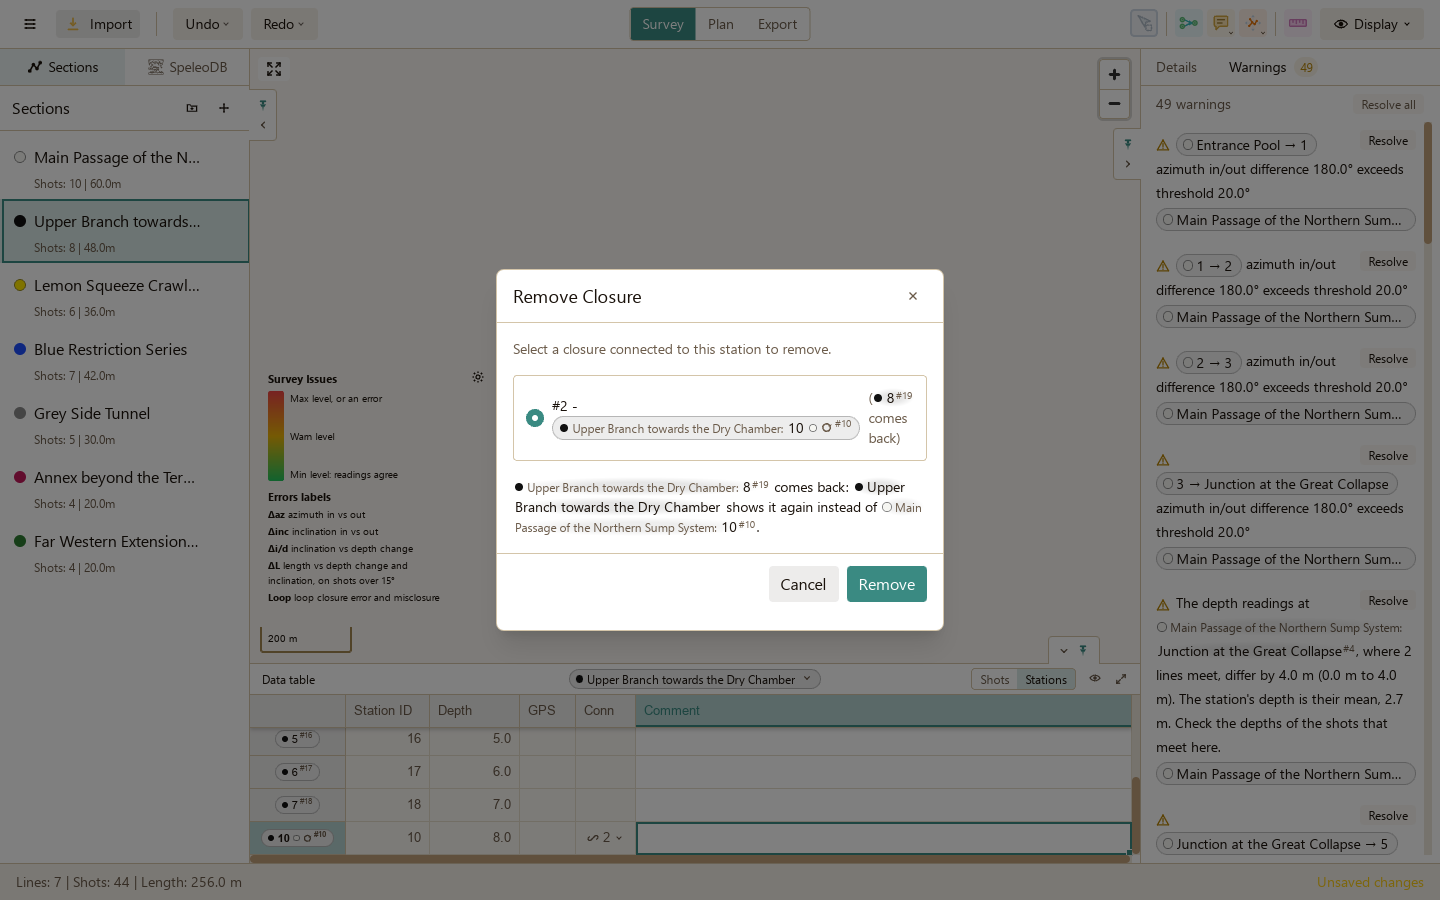 Import
Undo
Redo
Survey
Plan
Export
Display
Sections
SpeleoDB
Details
Warnings 49
Sections
49 warnings
Resolve all
Main Passage of the N...
Shots: 10 | 60.0m
Upper Branch towards...
Shots: 8 | 48.0m
Lemon Squeeze Crawl...
Shots: 6 | 36.0m
Blue Restriction Series
Shots: 7 | 42.0m
Grey Side Tunnel
Shots: 5 | 30.0m
Annex beyond the Ter...
Shots: 4 | 20.0m
Far Western Extension...
Shots: 4 | 20.0m
Survey Issues
Max level, or an error
Warn level
Min level: readings agree
Errors labels
Δaz azimuth in vs out
Δinc inclination in vs out
Δi/d inclination vs depth change
ΔL length vs depth change and
inclination, on shots over 15°
Loop loop closure error and misclosure
200 m
Remove Closure
Select a closure connected to this station to remove.
#2 -
Upper Branch towards the Dry Chamber: 10 #10
(8 #19
comes
back)
Upper Branch towards the Dry Chamber: 8 #19 comes back: Upper
Branch towards the Dry Chamber shows it again instead of Main
Passage of the Northern Sump System: 10 #10.
Cancel
Remove
Entrance Pool → 1
Resolve
azimuth in/out difference 180.0° exceeds
threshold 20.0°
Main Passage of the Northern Sum...
1 → 2 azimuth in/out
Resolve
difference 180.0° exceeds threshold 20.0°
Main Passage of the Northern Sum...
2 → 3 azimuth in/out
Resolve
difference 180.0° exceeds threshold 20.0°
Main Passage of the Northern Sum...
Resolve
3 → Junction at the Great Collapse
azimuth in/out difference 180.0° exceeds
threshold 20.0°
Main Passage of the Northern Sum...
The depth readings at
Resolve
Main Passage of the Northern Sump System:
Junction at the Great Collapse #4, where 2
lines meet, differ by 4.0 m (0.0 m to 4.0
m). The station's depth is their mean, 2.7
m. Check the depths of the shots that
meet here.
Main Passage of the Northern Sum...
Resolve
Junction at the Great Collapse → 5
Data table
Upper Branch towards the Dry Chamber
Shots
Stations
Station ID
Depth
GPS
Conn
Comment
5 #16 16 5.0
6 #17 17 6.0
7 #18 18 7.0
10 #10 10 8.0 2
Lines: 7 | Shots: 44 | Length: 256.0 m
Unsaved changes